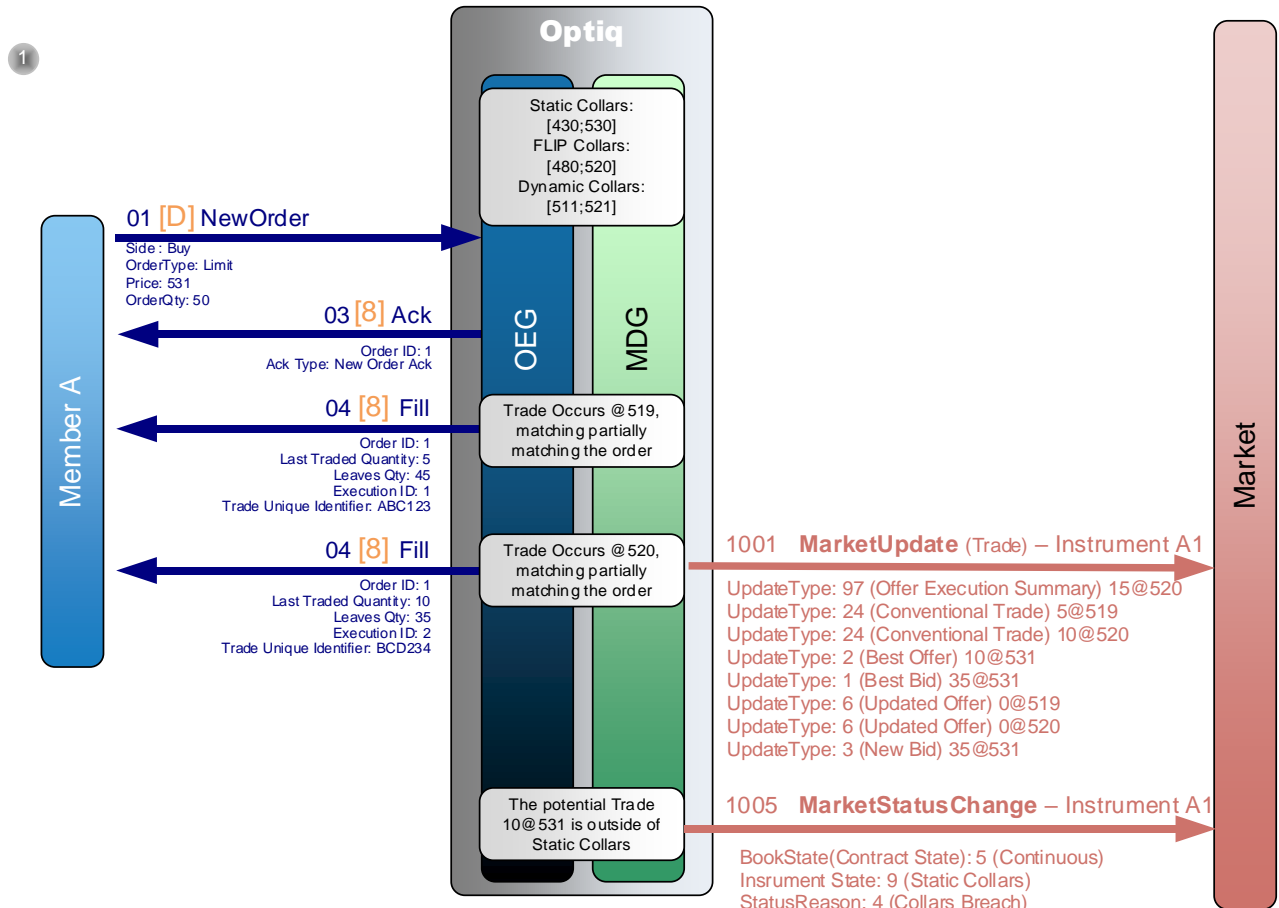 1
Optiq
Static Collars:
[430;530]
FLIP Collars:
[480;520]
Dynamic Collars:
[511;521]
01 [D] NewOrder
Side : Buy
OrderType: Limit
Price: 531
OrderQty: 50
03 [8] Ack
Order ID: 1
Ack Type: New Order Ack
OEG
MDG
Member A
Market
04 [8] Fill
Order ID: 1
Last Traded Quantity: 5
Leaves Qty: 45
Execution ID: 1
Trade Unique Identifier: ABC123
Trade Occurs @519,
matching partially
matching the order
04 [8] Fill
Order ID: 1
Last Traded Quantity: 10
Leaves Qty: 35
Execution ID: 2
Trade Unique Identifier: BCD234
Trade Occurs @520,
matching partially
matching the order
1001 MarketUpdate (Trade) – Instrument A1
UpdateType: 97 (Offer Execution Summary) 15@520
UpdateType: 24 (Conventional Trade) 5@519
UpdateType: 24 (Conventional Trade) 10@520
UpdateType: 2 (Best Offer) 10@531
UpdateType: 1 (Best Bid) 35@531
UpdateType: 6 (Updated Offer) 0@519
UpdateType: 6 (Updated Offer) 0@520
UpdateType: 3 (New Bid) 35@531
The potential Trade
10@531 is outside of
Static Collars
1005 MarketStatusChange – Instrument A1
BookState(Contract State): 5 (Continuous)
Insrument State: 9 (Static Collars)
StatusReason: 4 (Collars Breach)